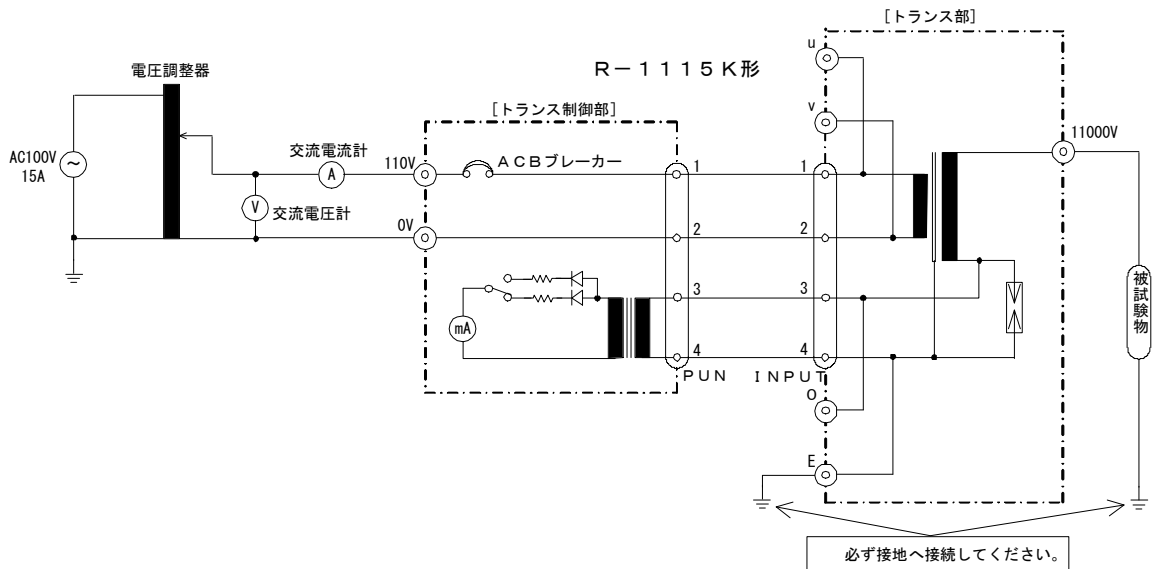 [トランス部]
u
R－1115K形
電圧調整器
v
[トランス制御部]
11000V
AC100V
15A
交流電流計
A
110V
ACBブレーカー
1
1
V
交流電圧計
0V
2
2
3
3
mA
被試験物
4
4
PUN
INPUT
O
E
必ず接地へ接続してください。